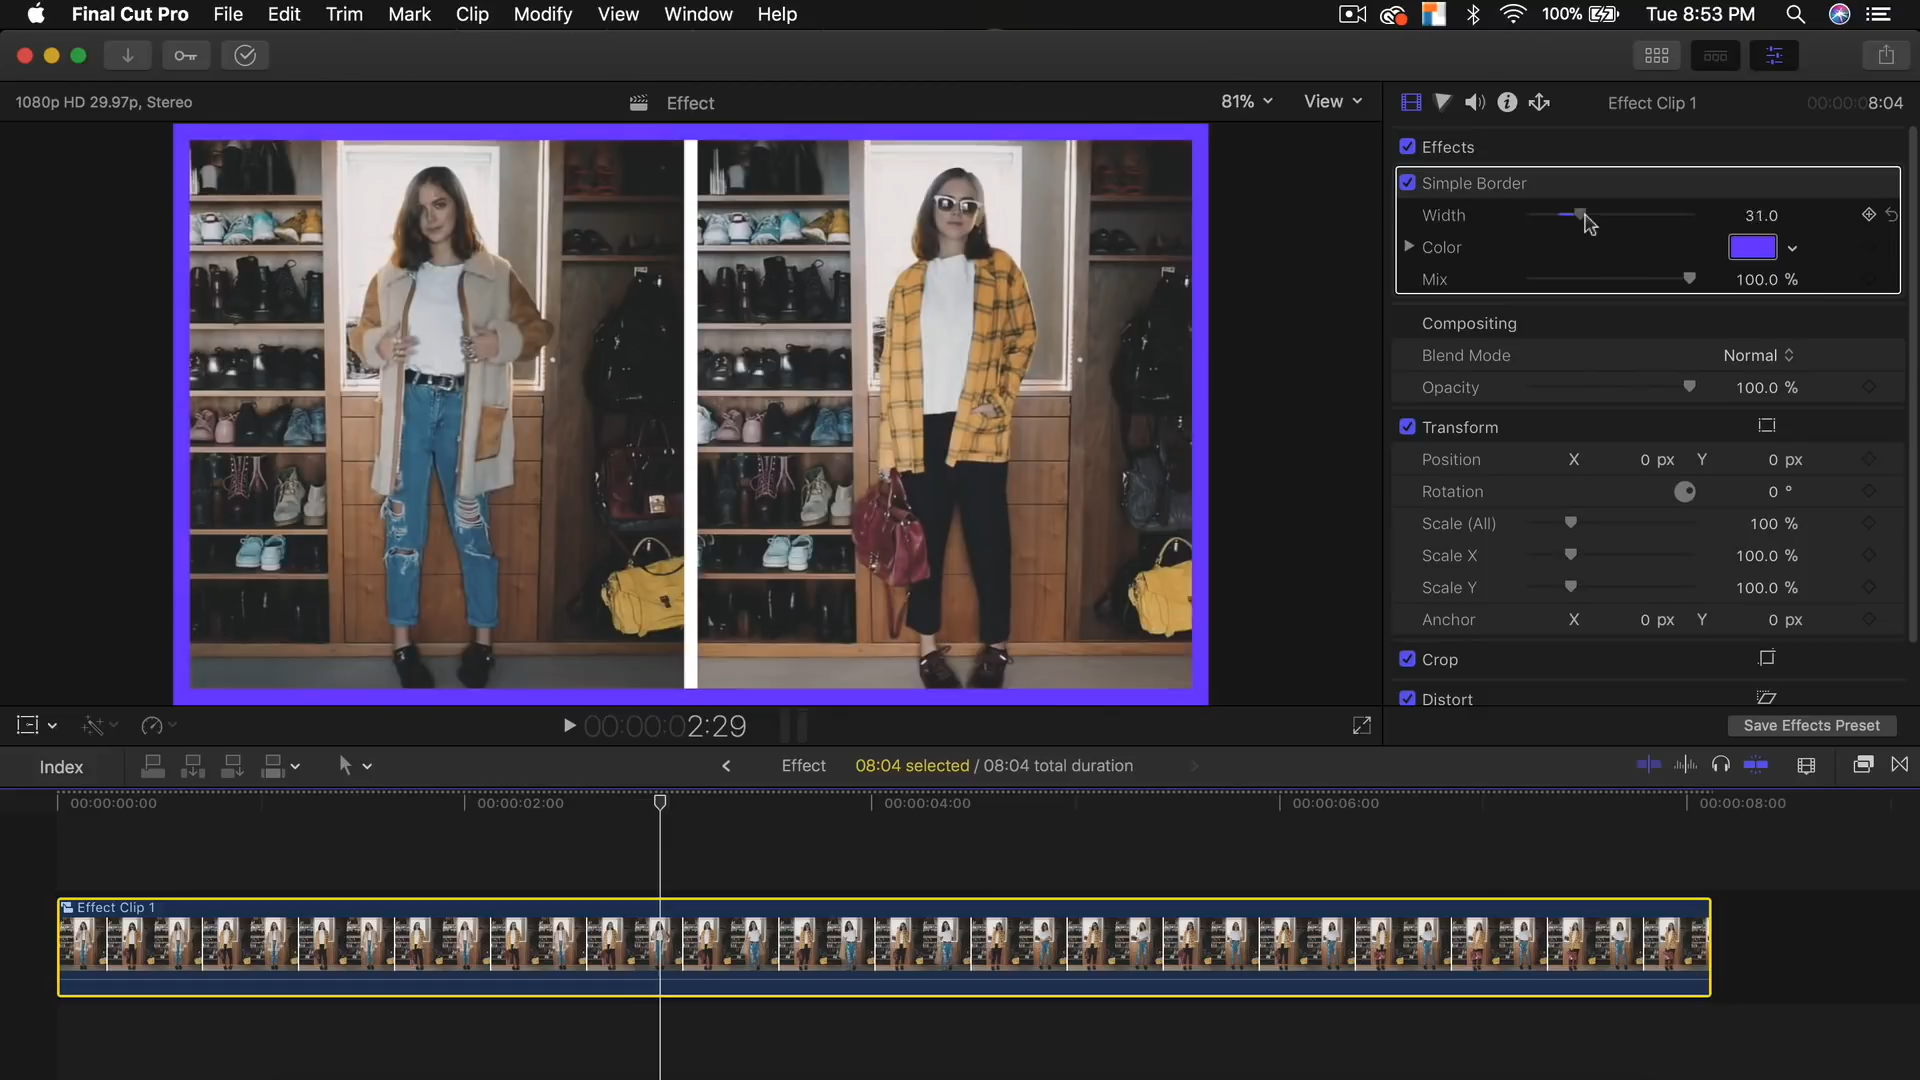 Final Cut Pro File Edit Trim Mark Clip Modify View Window Help 100% Tue 8:53 PM
1080p HD 29.97p, Stereo Effect 81% View Effect Clip 1 00:00:08:04
Effects
Simple Border
Width 31.0
Color
Mix 100.0 %
Compositing
Blend Mode Normal
Opacity 100.0 %
Transform
Position X 0 px Y 0 px
Rotation 0 °
Scale (All) 100 %
Scale X 100.0 %
Scale Y 100.0 %
Anchor X 0 px Y 0 px
Crop
Distort
00:00:02:29 Save Effects Preset
Index Effect 08:04 selected / 08:04 total duration
00:00:00:00 00:00:02:00 00:00:04:00 00:00:06:00 00:00:08:00
Effect Clip 1